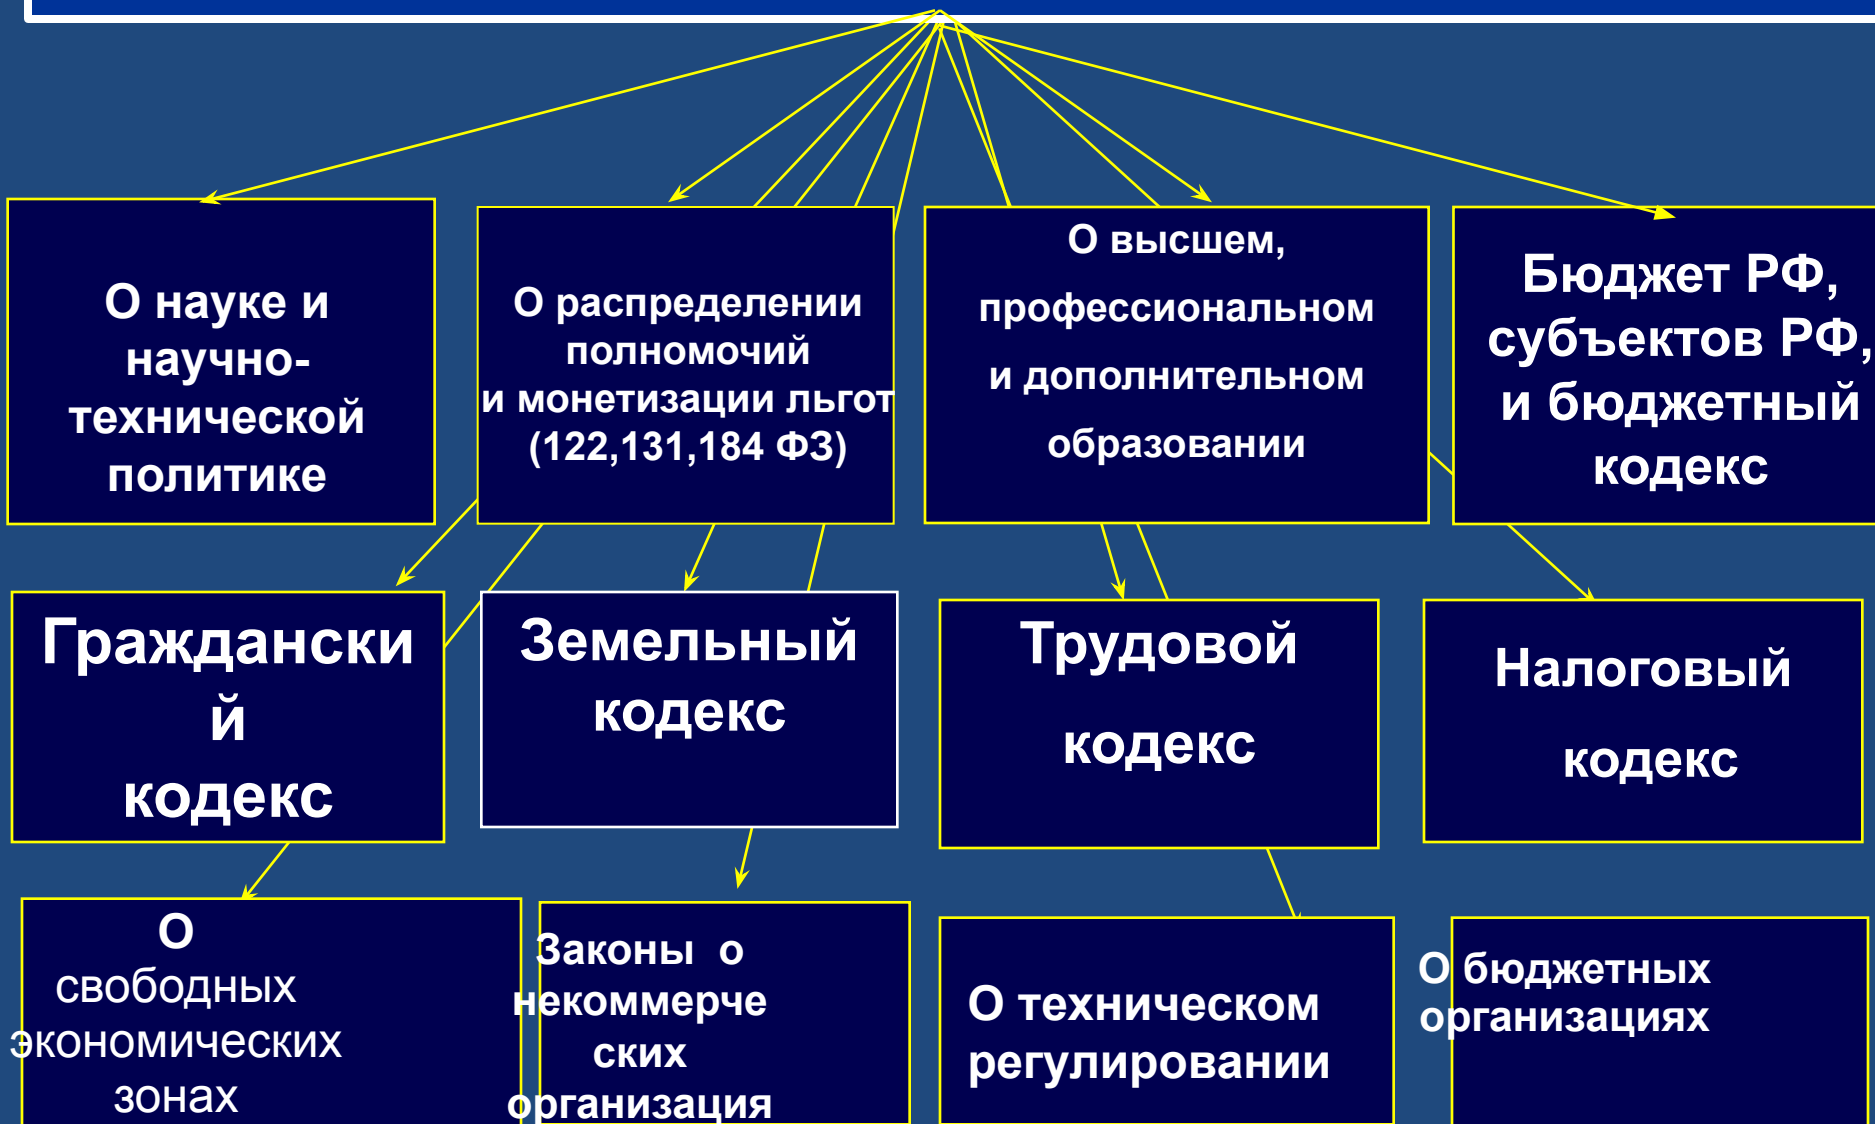 О науке и
научно-
технической
политике
О распределении
полномочий
и монетизации льгот
(122,131,184 ФЗ)
О высшем,
профессиональном
и дополнительном
образовании
Бюджет РФ,
субъектов РФ,
и бюджетный
кодекс
Граждански
й
кодекс
Земельный
кодекс
Трудовой
кодекс
Налоговый
кодекс
О
свободных
экономических
зонах
Законы о
некоммерче
ских
организация
О техническом
регулировании
О бюджетных
организациях